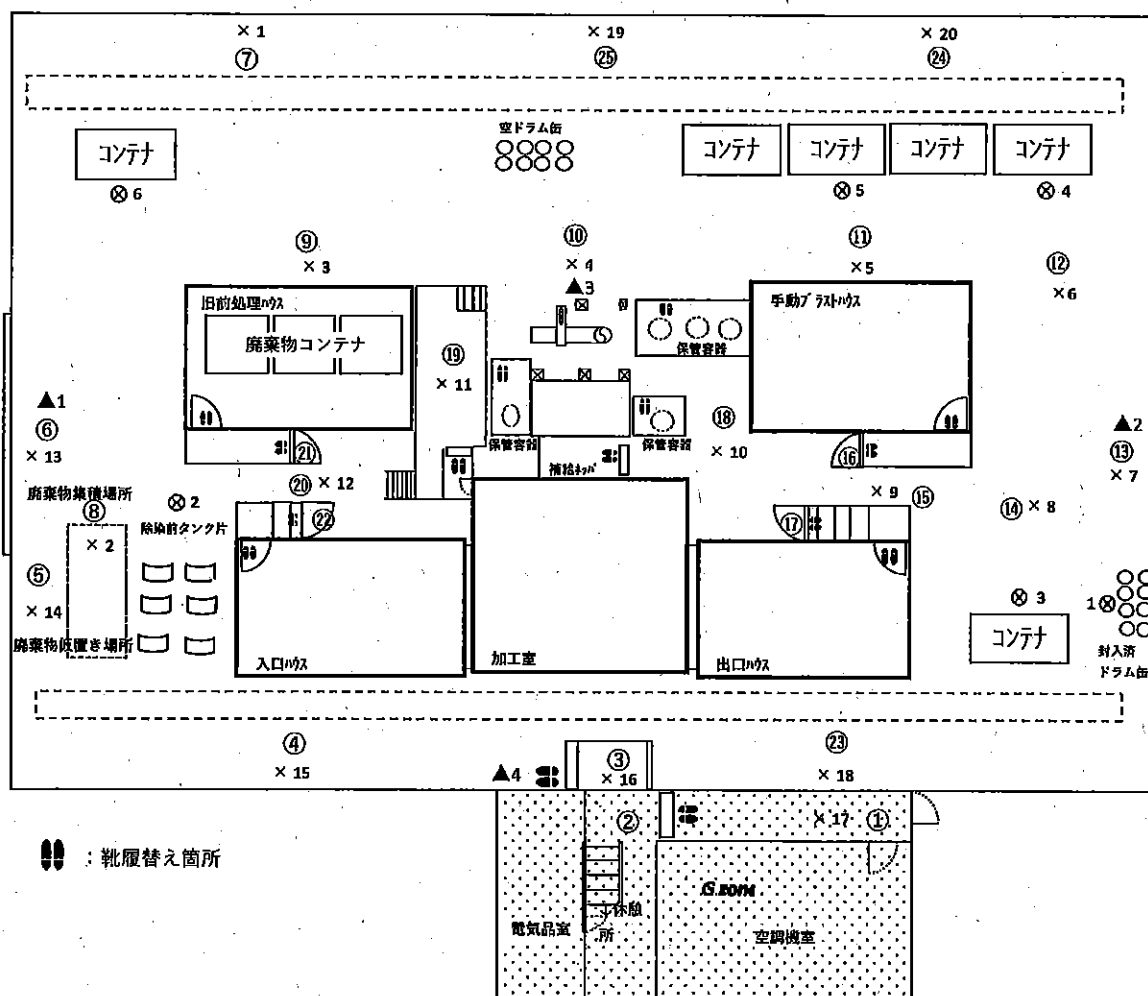 × 1
× 19
× 20
⑦
㉕
㉔
空ドラム缶
コンテナ
コンテナ
コンテナ
コンテナ
コンテナ
⊗ 6
⊗ 5
⊗ 4
⑨
⑩
⑪
⑫
× 3
× 4
× 5
× 6
▲3
旧前処理ハウス
手動ブラストハウス
廃棄物コンテナ
保管容器
⑲
× 11
▲1
⑥
× 13
⑱
× 10
▲2
⑬
× 7
保管容器
保管容器
㉑
⑯
補給ホッパ
⑳ × 12
× 9
⑮
⑭ × 8
廃棄物集積場所
⑧
⊗ 2
除染前タンク片
㉒
⑰
× 2
⑤
× 14
⊗ 3
1 ⊗
コンテナ
廃棄物仮置き場所
入口ハウス
加工室
出口ハウス
封入済
ドラム缶
④
③
㉓
× 15
▲4
× 16
× 18
②
× 17
①
：靴履替え箇所
G zone
電気品室
休憩
所
空調機室